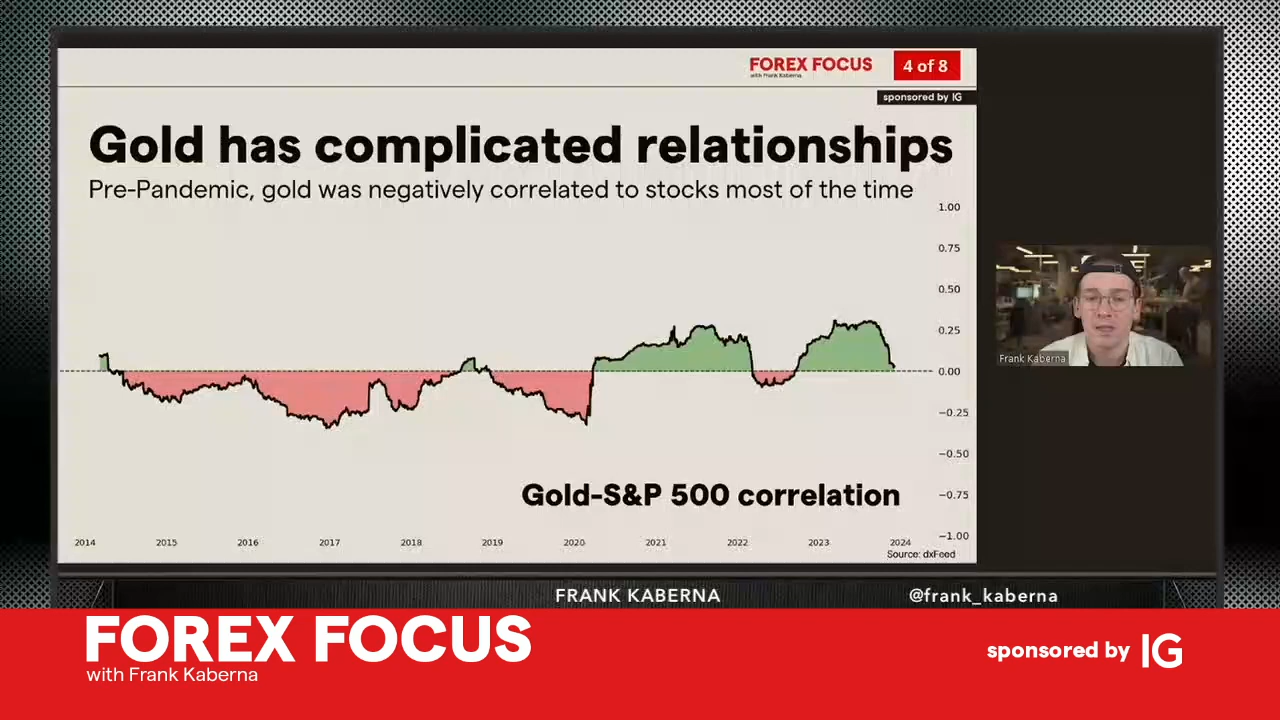 FOREX FOCUS
with Frank Kaberna
4 of 8
sponsored by IG
Gold has complicated relationships
Pre-Pandemic, gold was negatively correlated to stocks most of the time
1.00
0.75
0.50
0.25
0.00
−0.25
−0.50
−0.75
−1.00
Gold-S&P 500 correlation
2014 2015 2016 2017 2018 2019 2020 2021 2022 2023 2024
Source: dxFeed
Frank Kaberna
FRANK KABERNA @frank_kaberna
FOREX FOCUS
with Frank Kaberna
sponsored by IG